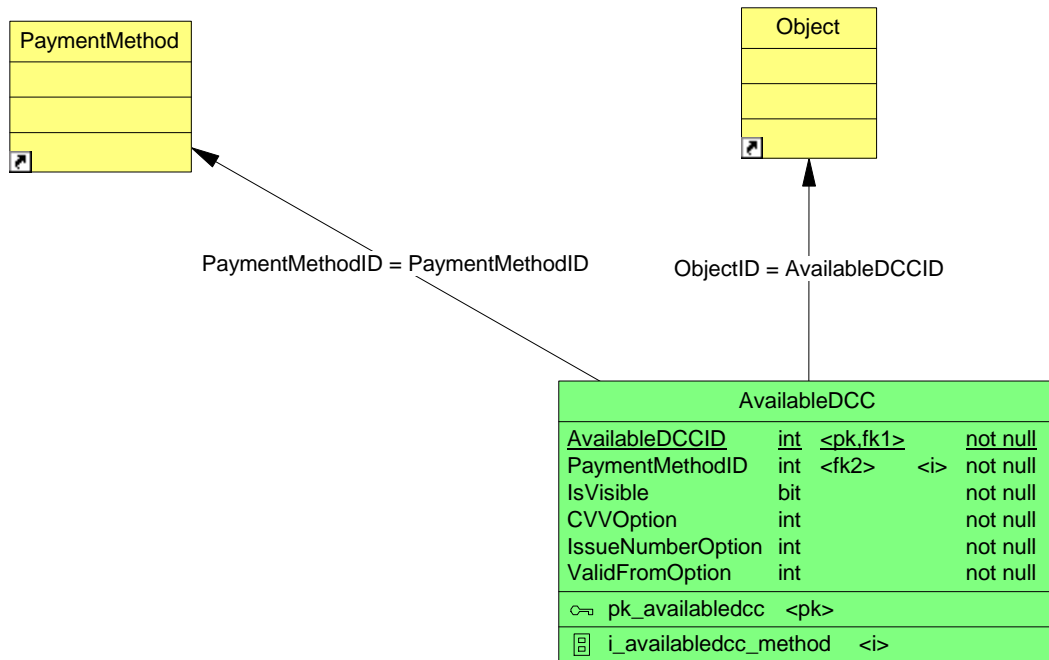 PaymentMethod
Object
PaymentMethodID = PaymentMethodID
ObjectID = AvailableDCCID
AvailableDCC
AvailableDCCID int <pk,fk1> not null
PaymentMethodID int <fk2> <i> not null
IsVisible bit not null
CVVOption int not null
IssueNumberOption int not null
ValidFromOption int not null
pk_availabledcc <pk>
i_availabledcc_method <i>